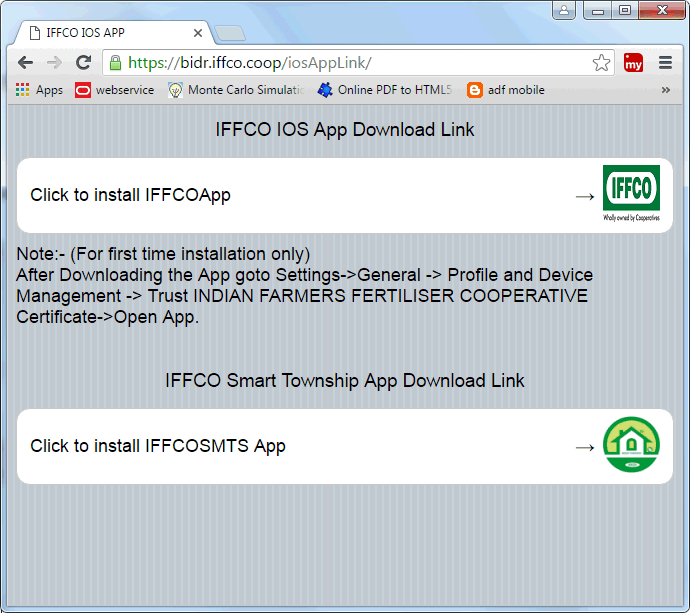 IFFCO IOS APP
https://bidr.iffco.coop/iosAppLink/
my
Apps webservice Monte Carlo Simulatio Online PDF to HTML5 adf mobile »
IFFCO IOS App Download Link
Click to install IFFCOApp →
IFFCO
Wholly owned by Cooperatives
Note:- (For first time installation only)
After Downloading the App goto Settings->General -> Profile and Device
Management -> Trust INDIAN FARMERS FERTILISER COOPERATIVE
Certificate->Open App.
IFFCO Smart Township App Download Link
Click to install IFFCOSMTS App →